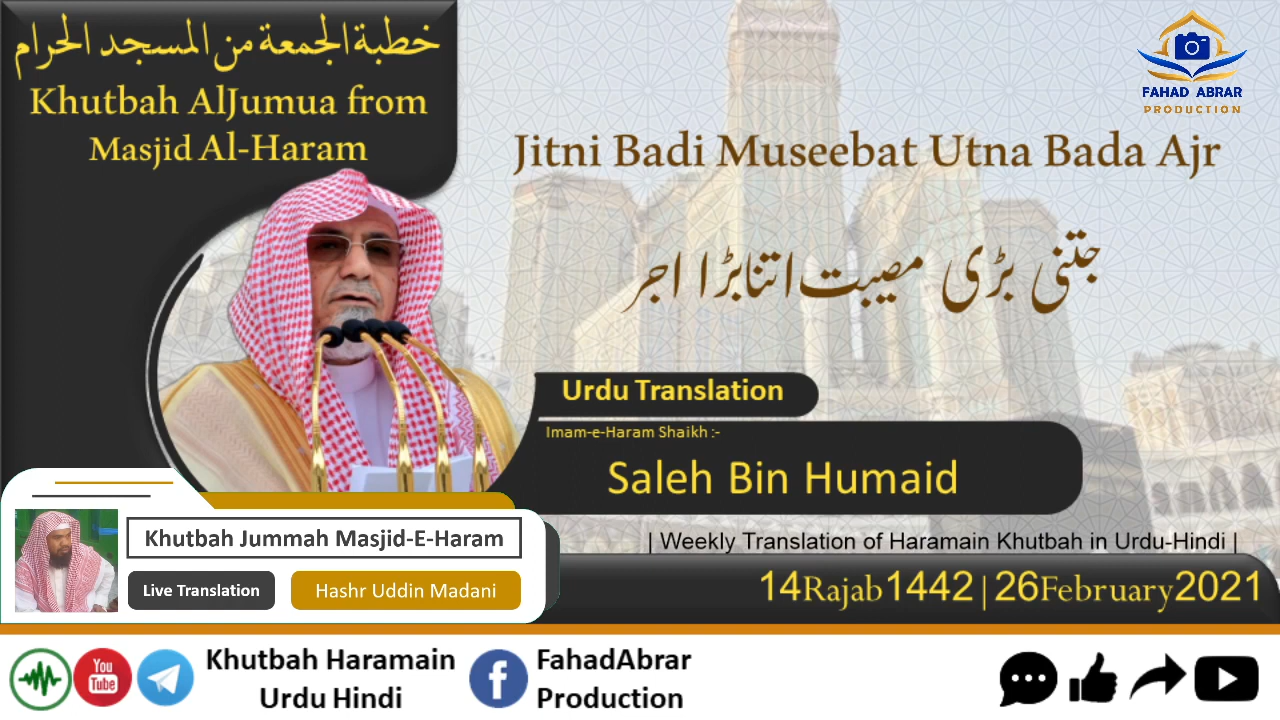 خطبة الجمعة من المسجد الحرام
Khutbah AlJumua from
Masjid Al-Haram
FAHAD ABRAR
PRODUCTION
Jitni Badi Museebat Utna Bada Ajr
جتنی بڑی مصیبت اتنا بڑا اجر
Urdu Translation
Imam-e-Haram Shaikh :-
Saleh Bin Humaid
Khutbah Jummah Masjid-E-Haram
Live Translation
Hashr Uddin Madani
| Weekly Translation of Haramain Khutbah in Urdu-Hindi |
14Rajab1442 | 26February2021
You
Tube
Khutbah Haramain
Urdu Hindi
f
FahadAbrar
Production